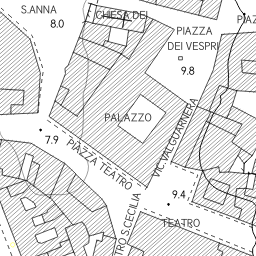 S.ANNA
8.0
CHIESA DEI
PIAZZA
DEI VESPRI
9.8
PIAZ
PALAZZO
VIC.VALGUARNERA
7.9
PIAZZA TEATRO
9.4
TEATRO
TRO S.CECILIA